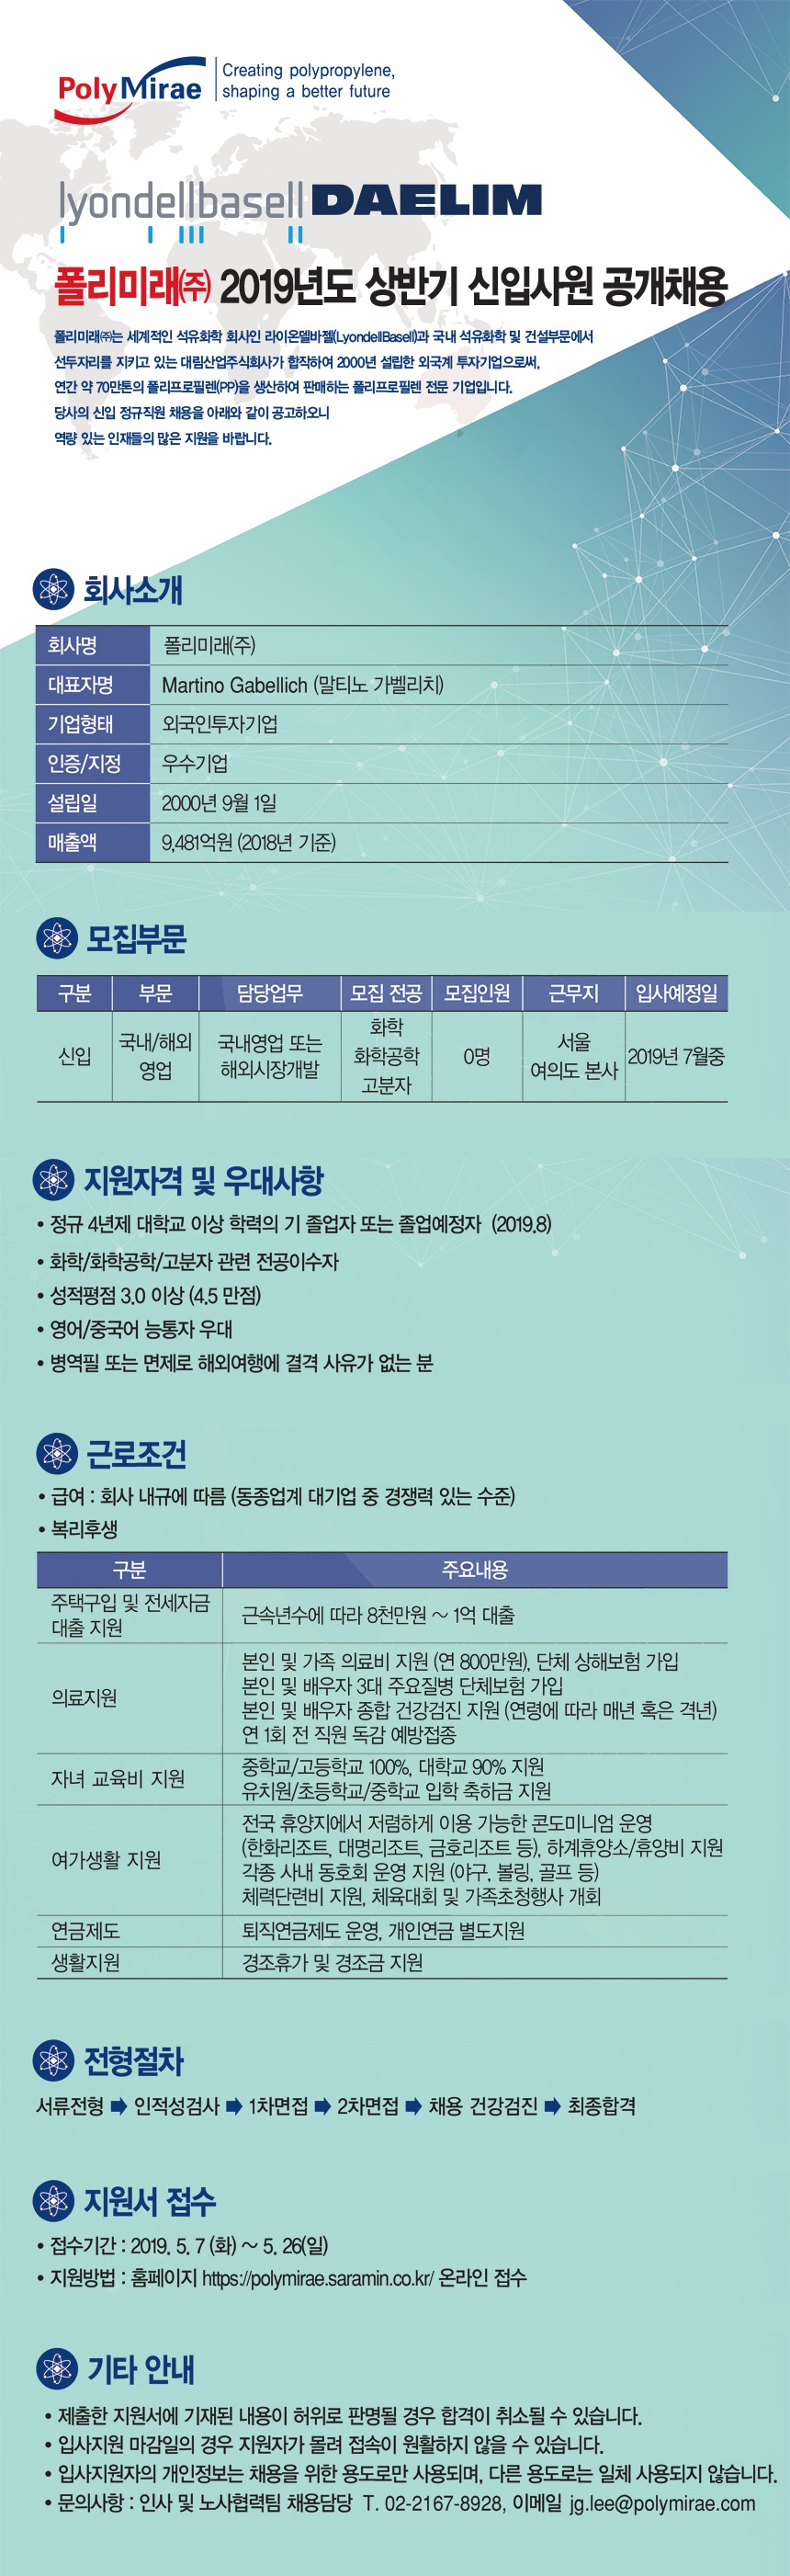 PolyMirae
Creating polypropylene,
shaping a better future
lyondellbasell DAELIM
폴리미래㈜ 2019년도 상반기 신입사원 공개채용
폴리미래㈜는 세계적인 석유화학 회사인 라이온델바젤(LyondellBasell)과 국내 석유화학 및 건설부문에서
선두자리를 지키고 있는 대림산업주식회사가 합작하여 2000년 설립한 외국계 투자기업으로써,
연간 약 70만톤의 폴리프로필렌(PP)을 생산하여 판매하는 폴리프로필렌 전문 기업입니다.
당사의 신입 정규직원 채용을 아래와 같이 공고하오니
역량 있는 인재들의 많은 지원을 바랍니다.
회사소개
회사명 폴리미래(주)
대표자명 Martino Gabellich (말티노 가벨리치)
기업형태 외국인투자기업
인증/지정 우수기업
설립일 2000년 9월 1일
매출액 9,481억원 (2018년 기준)
모집부문
구분 부문 담당업무 모집 전공 모집인원 근무지 입사예정일
신입
국내/해외
영업
국내영업 또는
해외시장개발
화학
화학공학
고분자
0명
서울
여의도 본사
2019년 7월중
지원자격 및 우대사항
• 정규 4년제 대학교 이상 학력의 기 졸업자 또는 졸업예정자 (2019.8)
• 화학/화학공학/고분자 관련 전공이수자
• 성적평점 3.0 이상 (4.5 만점)
• 영어/중국어 능통자 우대
• 병역필 또는 면제로 해외여행에 결격 사유가 없는 분
근로조건
• 급여 : 회사 내규에 따름 (동종업계 대기업 중 경쟁력 있는 수준)
• 복리후생
구분 주요내용
주택구입 및 전세자금
대출 지원
근속년수에 따라 8천만원 ~ 1억 대출
의료지원
본인 및 가족 의료비 지원 (연 800만원), 단체 상해보험 가입
본인 및 배우자 3대 주요질병 단체보험 가입
본인 및 배우자 종합 건강검진 지원 (연령에 따라 매년 혹은 격년)
연 1회 전 직원 독감 예방접종
자녀 교육비 지원
중학교/고등학교 100%, 대학교 90% 지원
유치원/초등학교/중학교 입학 축하금 지원
여가생활 지원
전국 휴양지에서 저렴하게 이용 가능한 콘도미니엄 운영
(한화리조트, 대명리조트, 금호리조트 등), 하계휴양소/휴양비 지원
각종 사내 동호회 운영 지원 (야구, 볼링, 골프 등)
체력단련비 지원, 체육대회 및 가족초청행사 개회
연금제도 퇴직연금제도 운영, 개인연금 별도지원
생활지원 경조휴가 및 경조금 지원
전형절차
서류전형 ➡ 인적성검사 ➡ 1차면접 ➡ 2차면접 ➡ 채용 건강검진 ➡ 최종합격
지원서 접수
• 접수기간 : 2019. 5. 7 (화) ~ 5. 26(일)
• 지원방법 : 홈페이지 https://polymirae.saramin.co.kr/ 온라인 접수
기타 안내
• 제출한 지원서에 기재된 내용이 허위로 판명될 경우 합격이 취소될 수 있습니다.
• 입사지원 마감일의 경우 지원자가 몰려 접속이 원활하지 않을 수 있습니다.
• 입사지원자의 개인정보는 채용을 위한 용도로만 사용되며, 다른 용도로는 일체 사용되지 않습니다.
• 문의사항 : 인사 및 노사협력팀 채용담당 T. 02-2167-8928, 이메일 jg.lee@polymirae.com